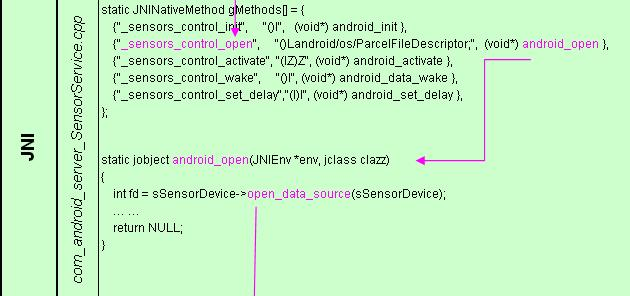 JNI
com_android_server_SensorService.cpp
static JNINativeMethod gMethods[] = {
{"_sensors_control_init", "()I", (void*) android_init },
{"_sensors_control_open", "()Landroid/os/ParcelFileDescriptor;", (void*) android_open },
{"_sensors_control_activate", "(IZ)Z", (void*) android_activate },
{"_sensors_control_wake", "()I", (void*) android_data_wake },
{"_sensors_control_set_delay","(I)I", (void*) android_set_delay },
};
static jobject android_open(JNIEnv *env, jclass clazz)
{
int fd = sSensorDevice->open_data_source(sSensorDevice);
... ...
return NULL;
}